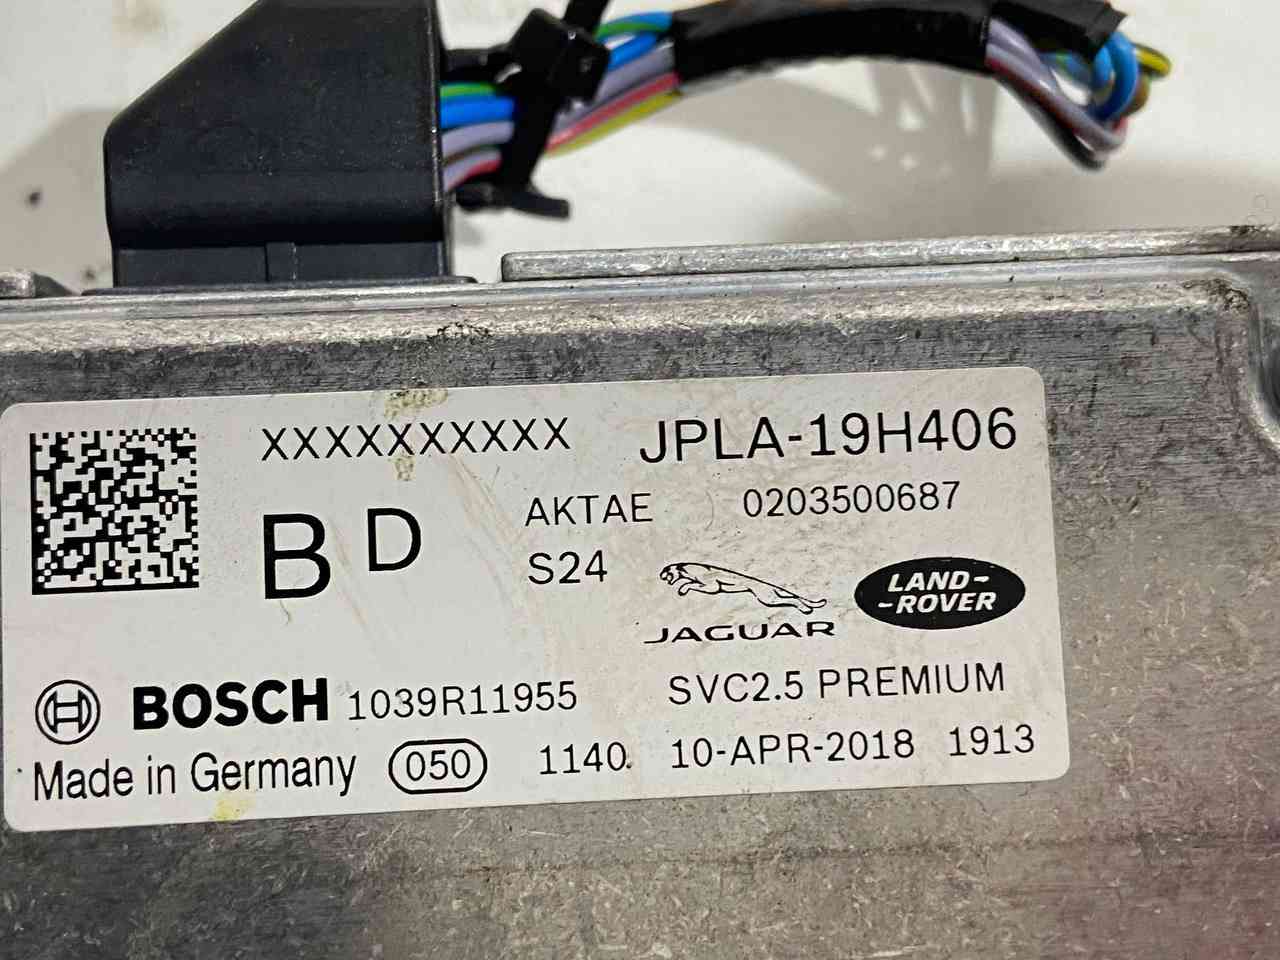 XXXXXXXXXX JPLA-19H406
B D AKTAE 0203500687
S24
JAGUAR LAND-
-ROVER
BOSCH 1039R11955 SVC2.5 PREMIUM
Made in Germany 050 1140 10-APR-2018 1913